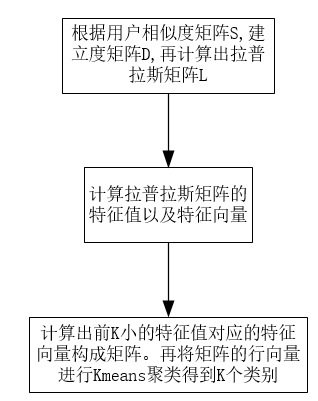 根据用户相似度矩阵S,建
立度矩阵D,再计算出拉普
拉斯矩阵L
计算拉普拉斯矩阵的
特征值以及特征向量
计算出前K小的特征值对应的特征
向量构成矩阵。再将矩阵的行向量
进行Kmeans聚类得到K个类别